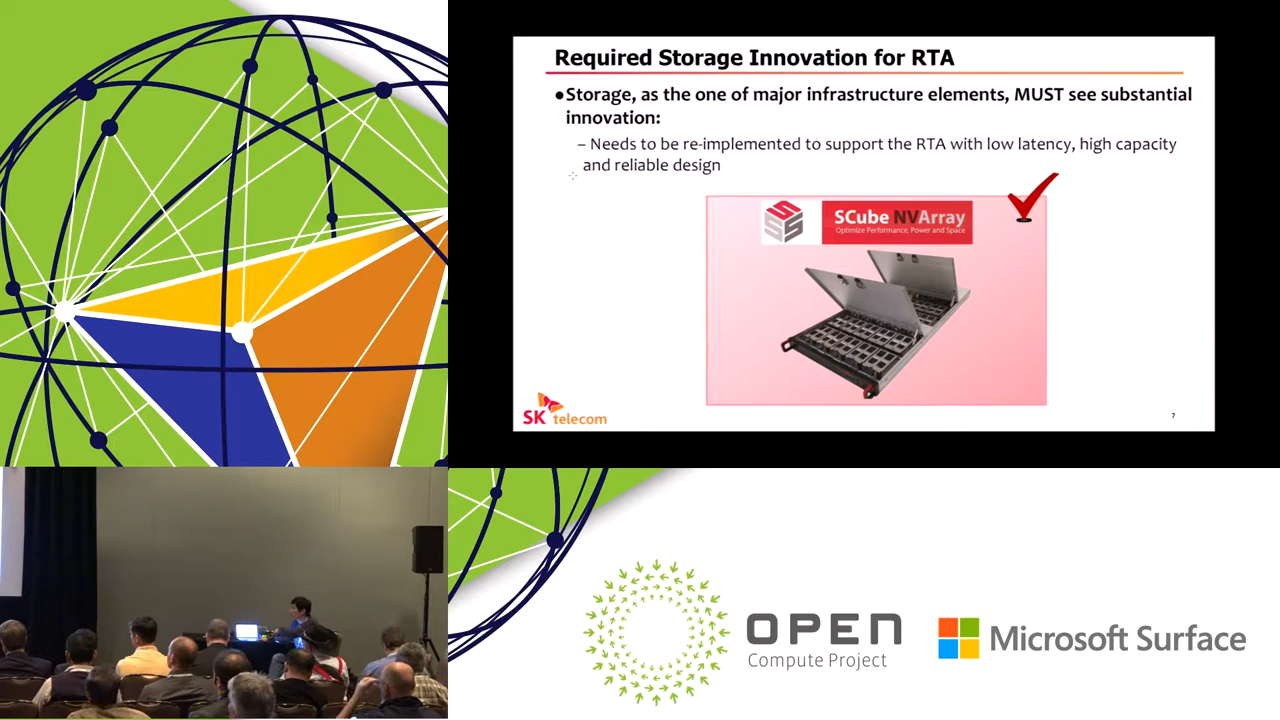 Required Storage Innovation for RTA
●Storage, as the one of major infrastructure elements, MUST see substantial
innovation:
– Needs to be re-implemented to support the RTA with low latency, high capacity
and reliable design
SSS
SCube NVArray
Optimize Performance, Power and Space
SK telecom
7
OPEN
Compute Project
Microsoft Surface